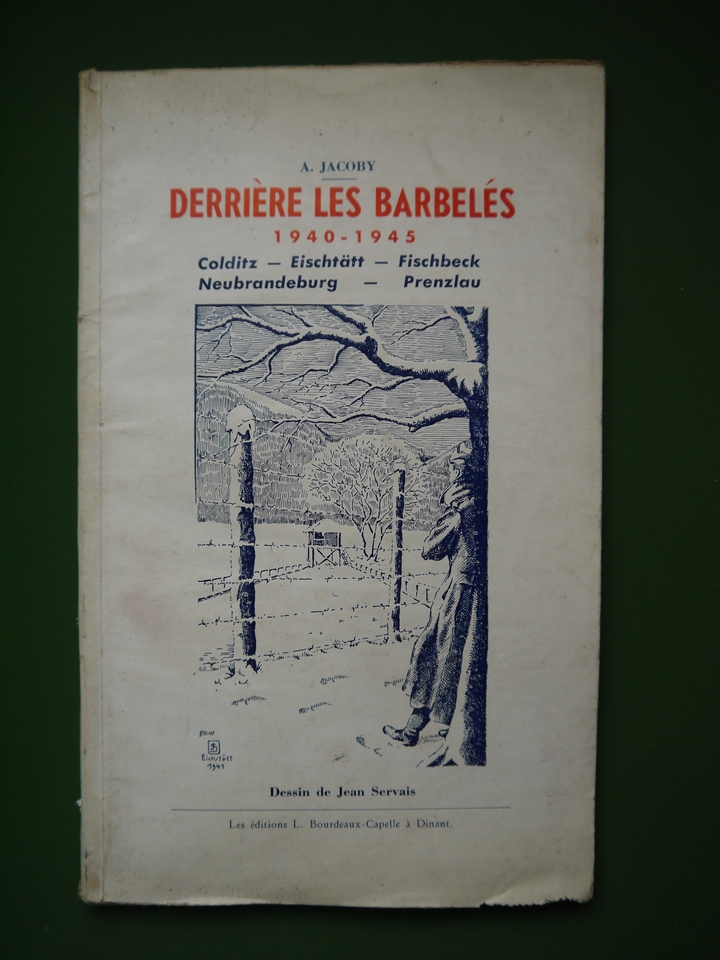 A. JACOBY
DERRIÈRE LES BARBELÉS
1940-1945
Colditz — Eischtätt — Fischbeck
Neubrandeburg — Prenzlau
Eichstätt
1941
Dessin de Jean Servais
Les éditions L. Bourdeaux-Capelle à Dinant.